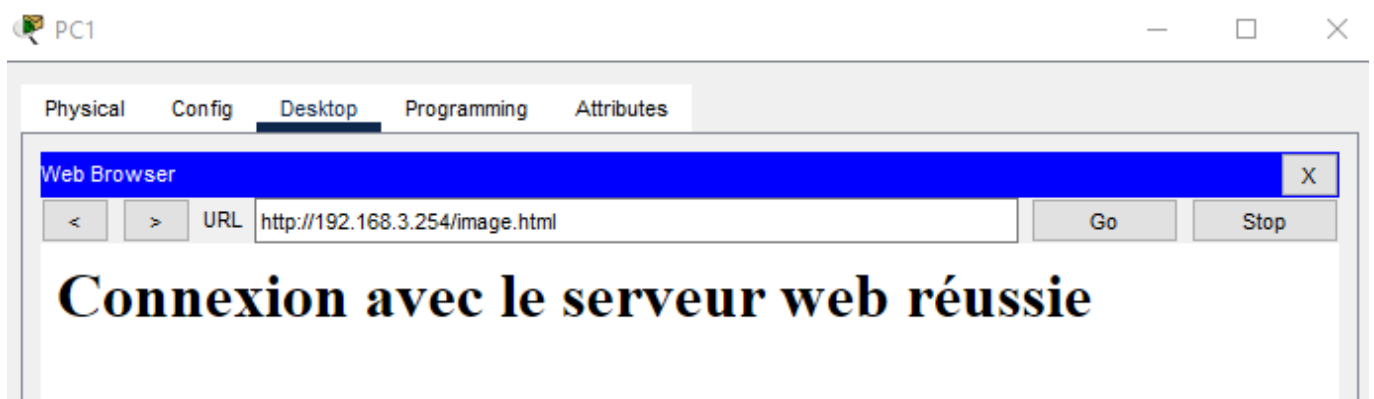 PC1
Physical Config Desktop Programming Attributes
Web Browser X
< > URL http://192.168.3.254/image.html Go Stop
Connexion avec le serveur web réussie